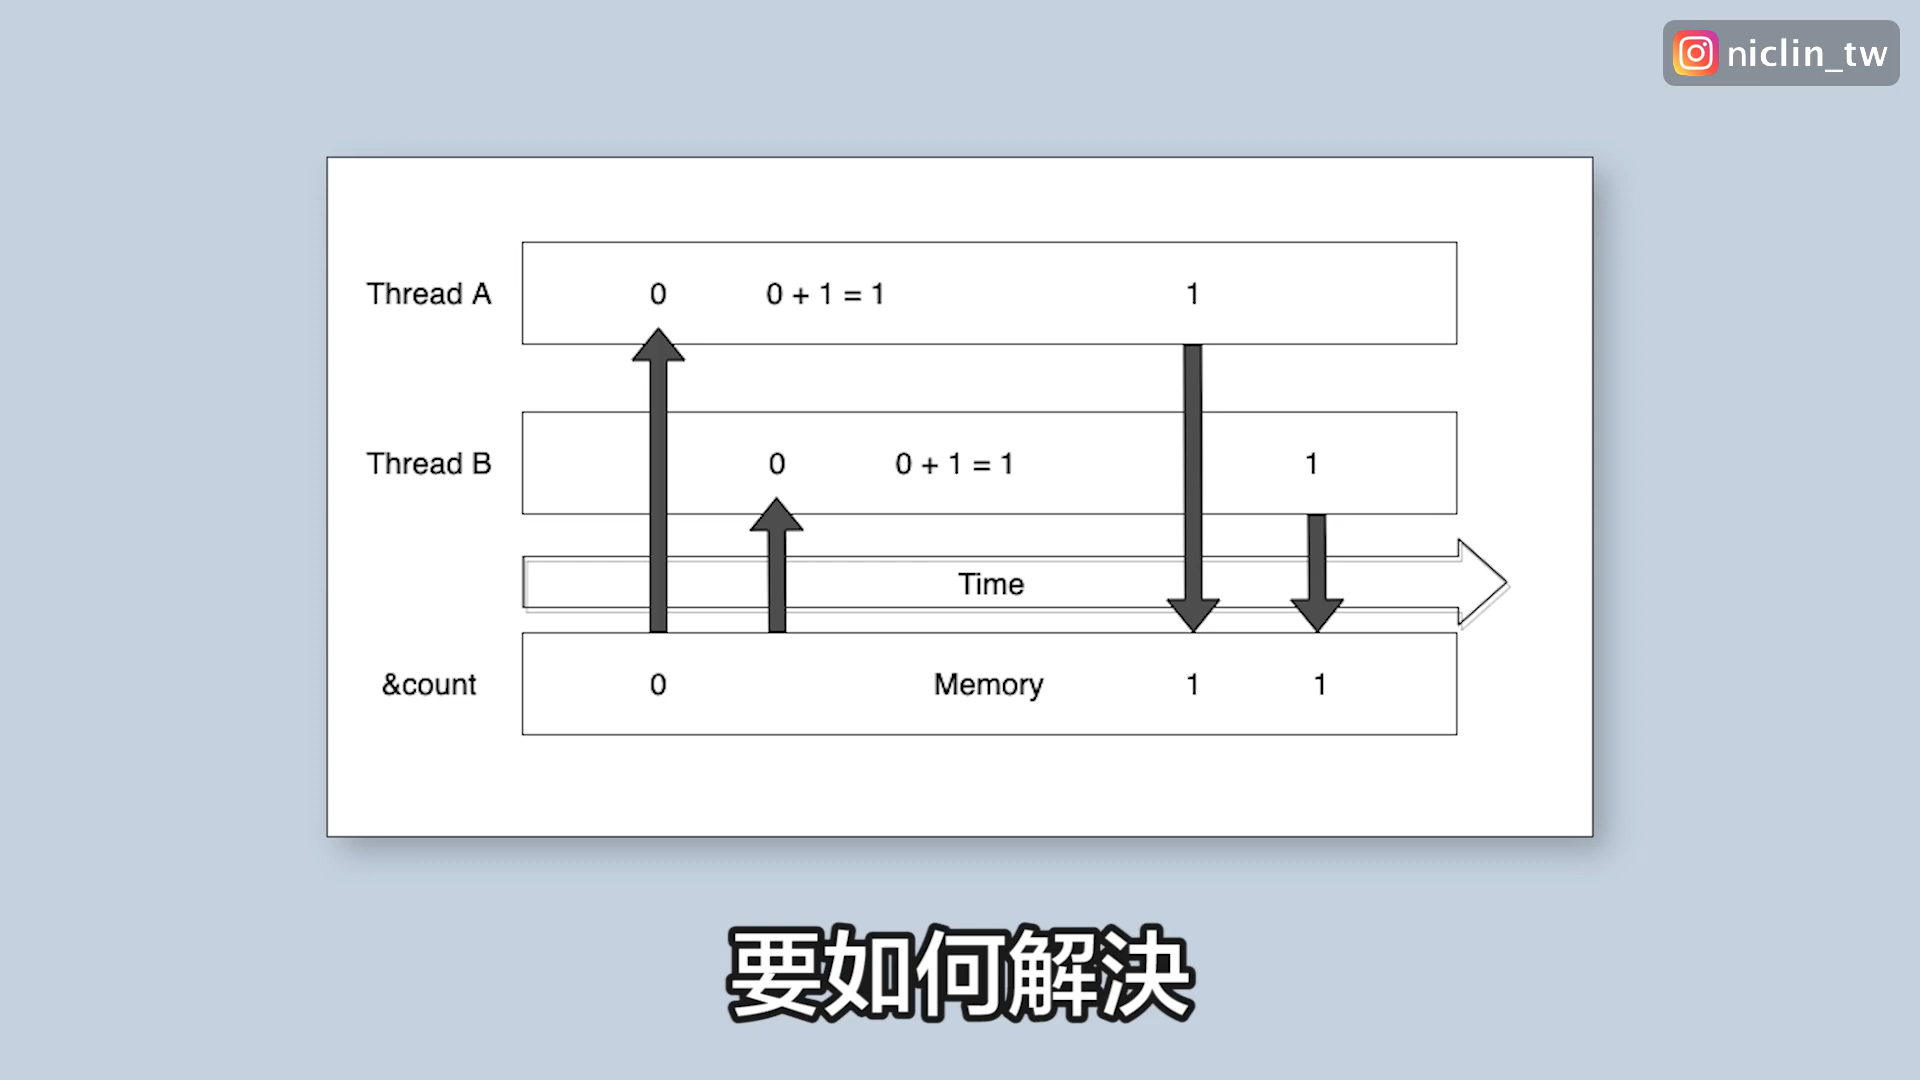 niclin_tw
Thread A 0 0 + 1 = 1 1
Thread B 0 0 + 1 = 1 1
Time
&count 0 Memory 1 1
要如何解決